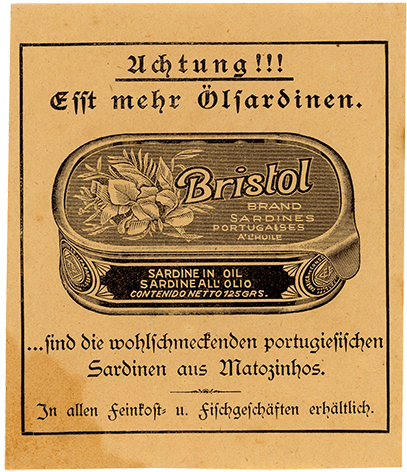 Achtung!!!
Esst mehr Ölsardinen.
Bristol
BRAND
SARDINES
PORTUGAISES
A L'HUILE
SARDINE IN OIL
SARDINE ALL' OLIO
CONTENIDO NETTO 125 GRS.
...sind die wohlschmeckenden portugiesischen
Sardinen aus Matozinhos.
In allen Feinkost- u. Fischgeschäften erhältlich.